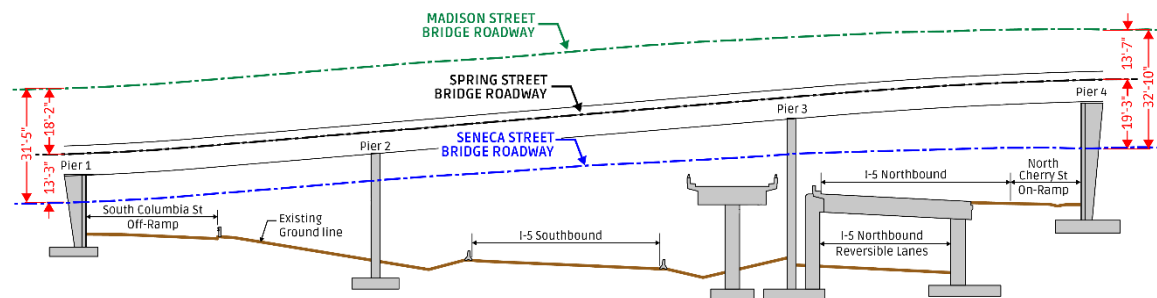 MADISON STREET
BRIDGE ROADWAY
SPRING STREET
BRIDGE ROADWAY
SENECA STREET
BRIDGE ROADWAY
31'-5"
18'-2"
13'-3"
13'-7"
32'-10"
19'-3"
Pier 1
Pier 2
Pier 3
Pier 4
South Columbia St
Off-Ramp
Existing
Ground line
I-5 Southbound
I-5 Northbound
North
Cherry St
On-Ramp
I-5 Northbound
Reversible Lanes